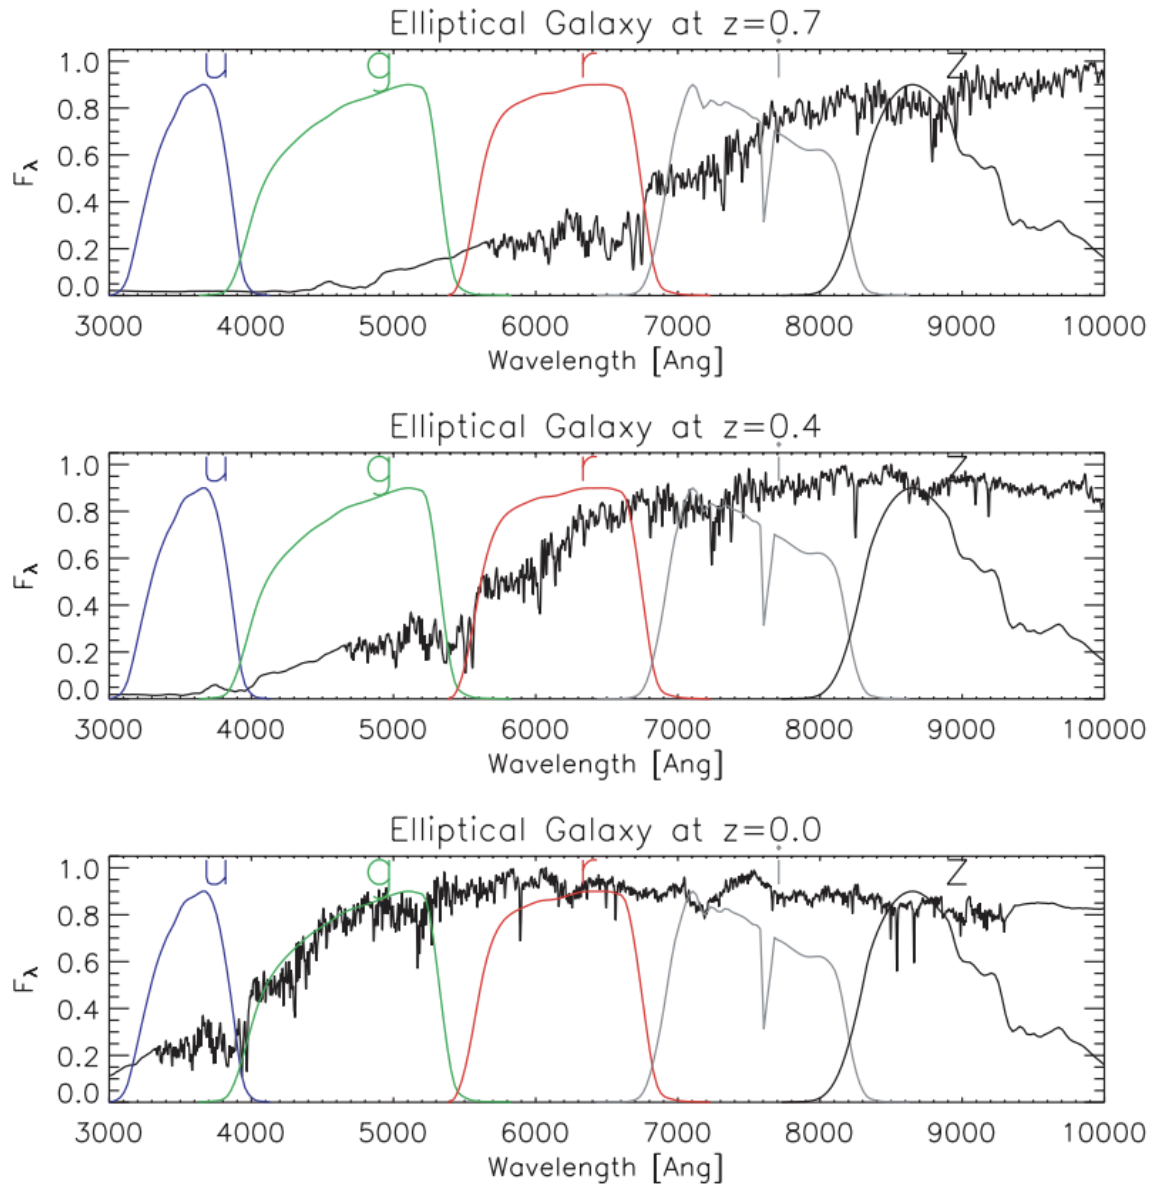 Elliptical Galaxy at z=0.7
u g r i z
1.0
0.8
0.6
0.4
0.2
0.0
Fλ
3000 4000 5000 6000 7000 8000 9000 10000
Wavelength [Ang]
Elliptical Galaxy at z=0.4
u g r i z
1.0
0.8
0.6
0.4
0.2
0.0
Fλ
3000 4000 5000 6000 7000 8000 9000 10000
Wavelength [Ang]
Elliptical Galaxy at z=0.0
u g r i z
1.0
0.8
0.6
0.4
0.2
0.0
Fλ
3000 4000 5000 6000 7000 8000 9000 10000
Wavelength [Ang]